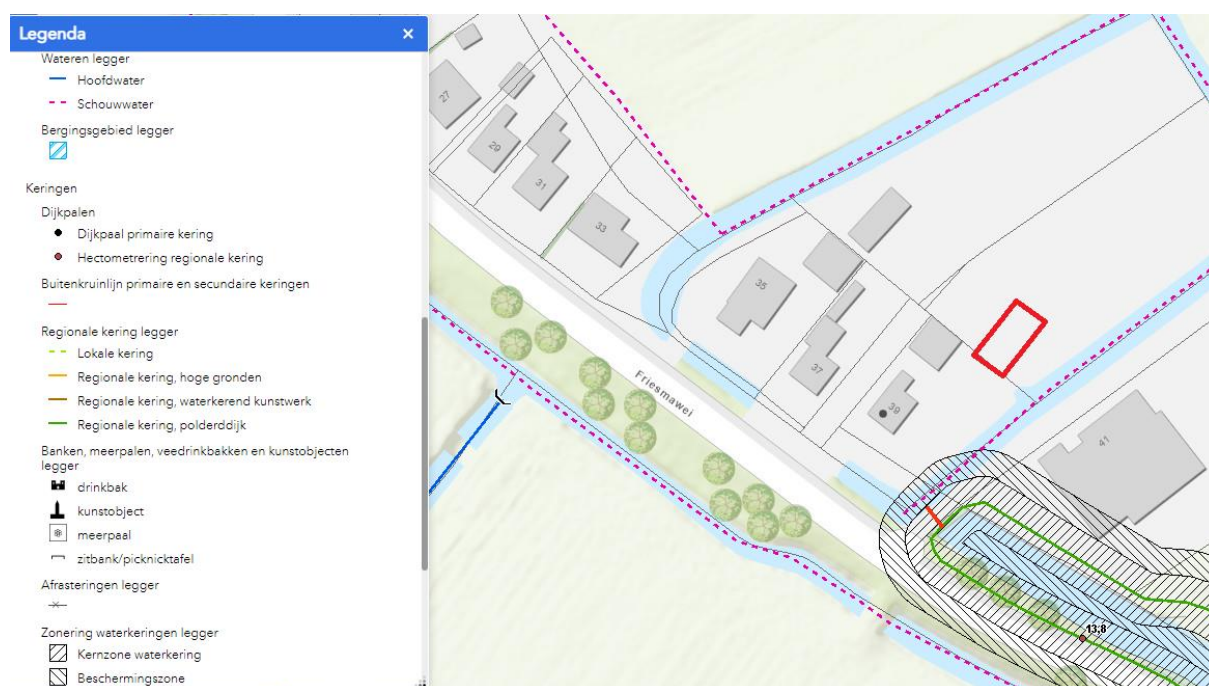 Legenda
×
Wateren legger
Hoofdwater
Schouwwater
Bergingsgebied legger
Keringen
Dijkpalen
Dijkpaal primaire kering
Hectometrering regionale kering
Buitenkruinlijn primaire en secundaire keringen
Regionale kering legger
Lokale kering
Regionale kering, hoge gronden
Regionale kering, waterkerend kunstwerk
Regionale kering, polderddijk
Banken, meerpalen, veedrinkbakken en kunstobjecten
legger
drinkbak
kunstobject
meerpaal
zitbank/picknicktafel
Afrasteringen legger
Zonering waterkeringen legger
Kernzone waterkering
Beschermingszone
27
29
31
33
35
37
39
41
Friesmawei
13,8